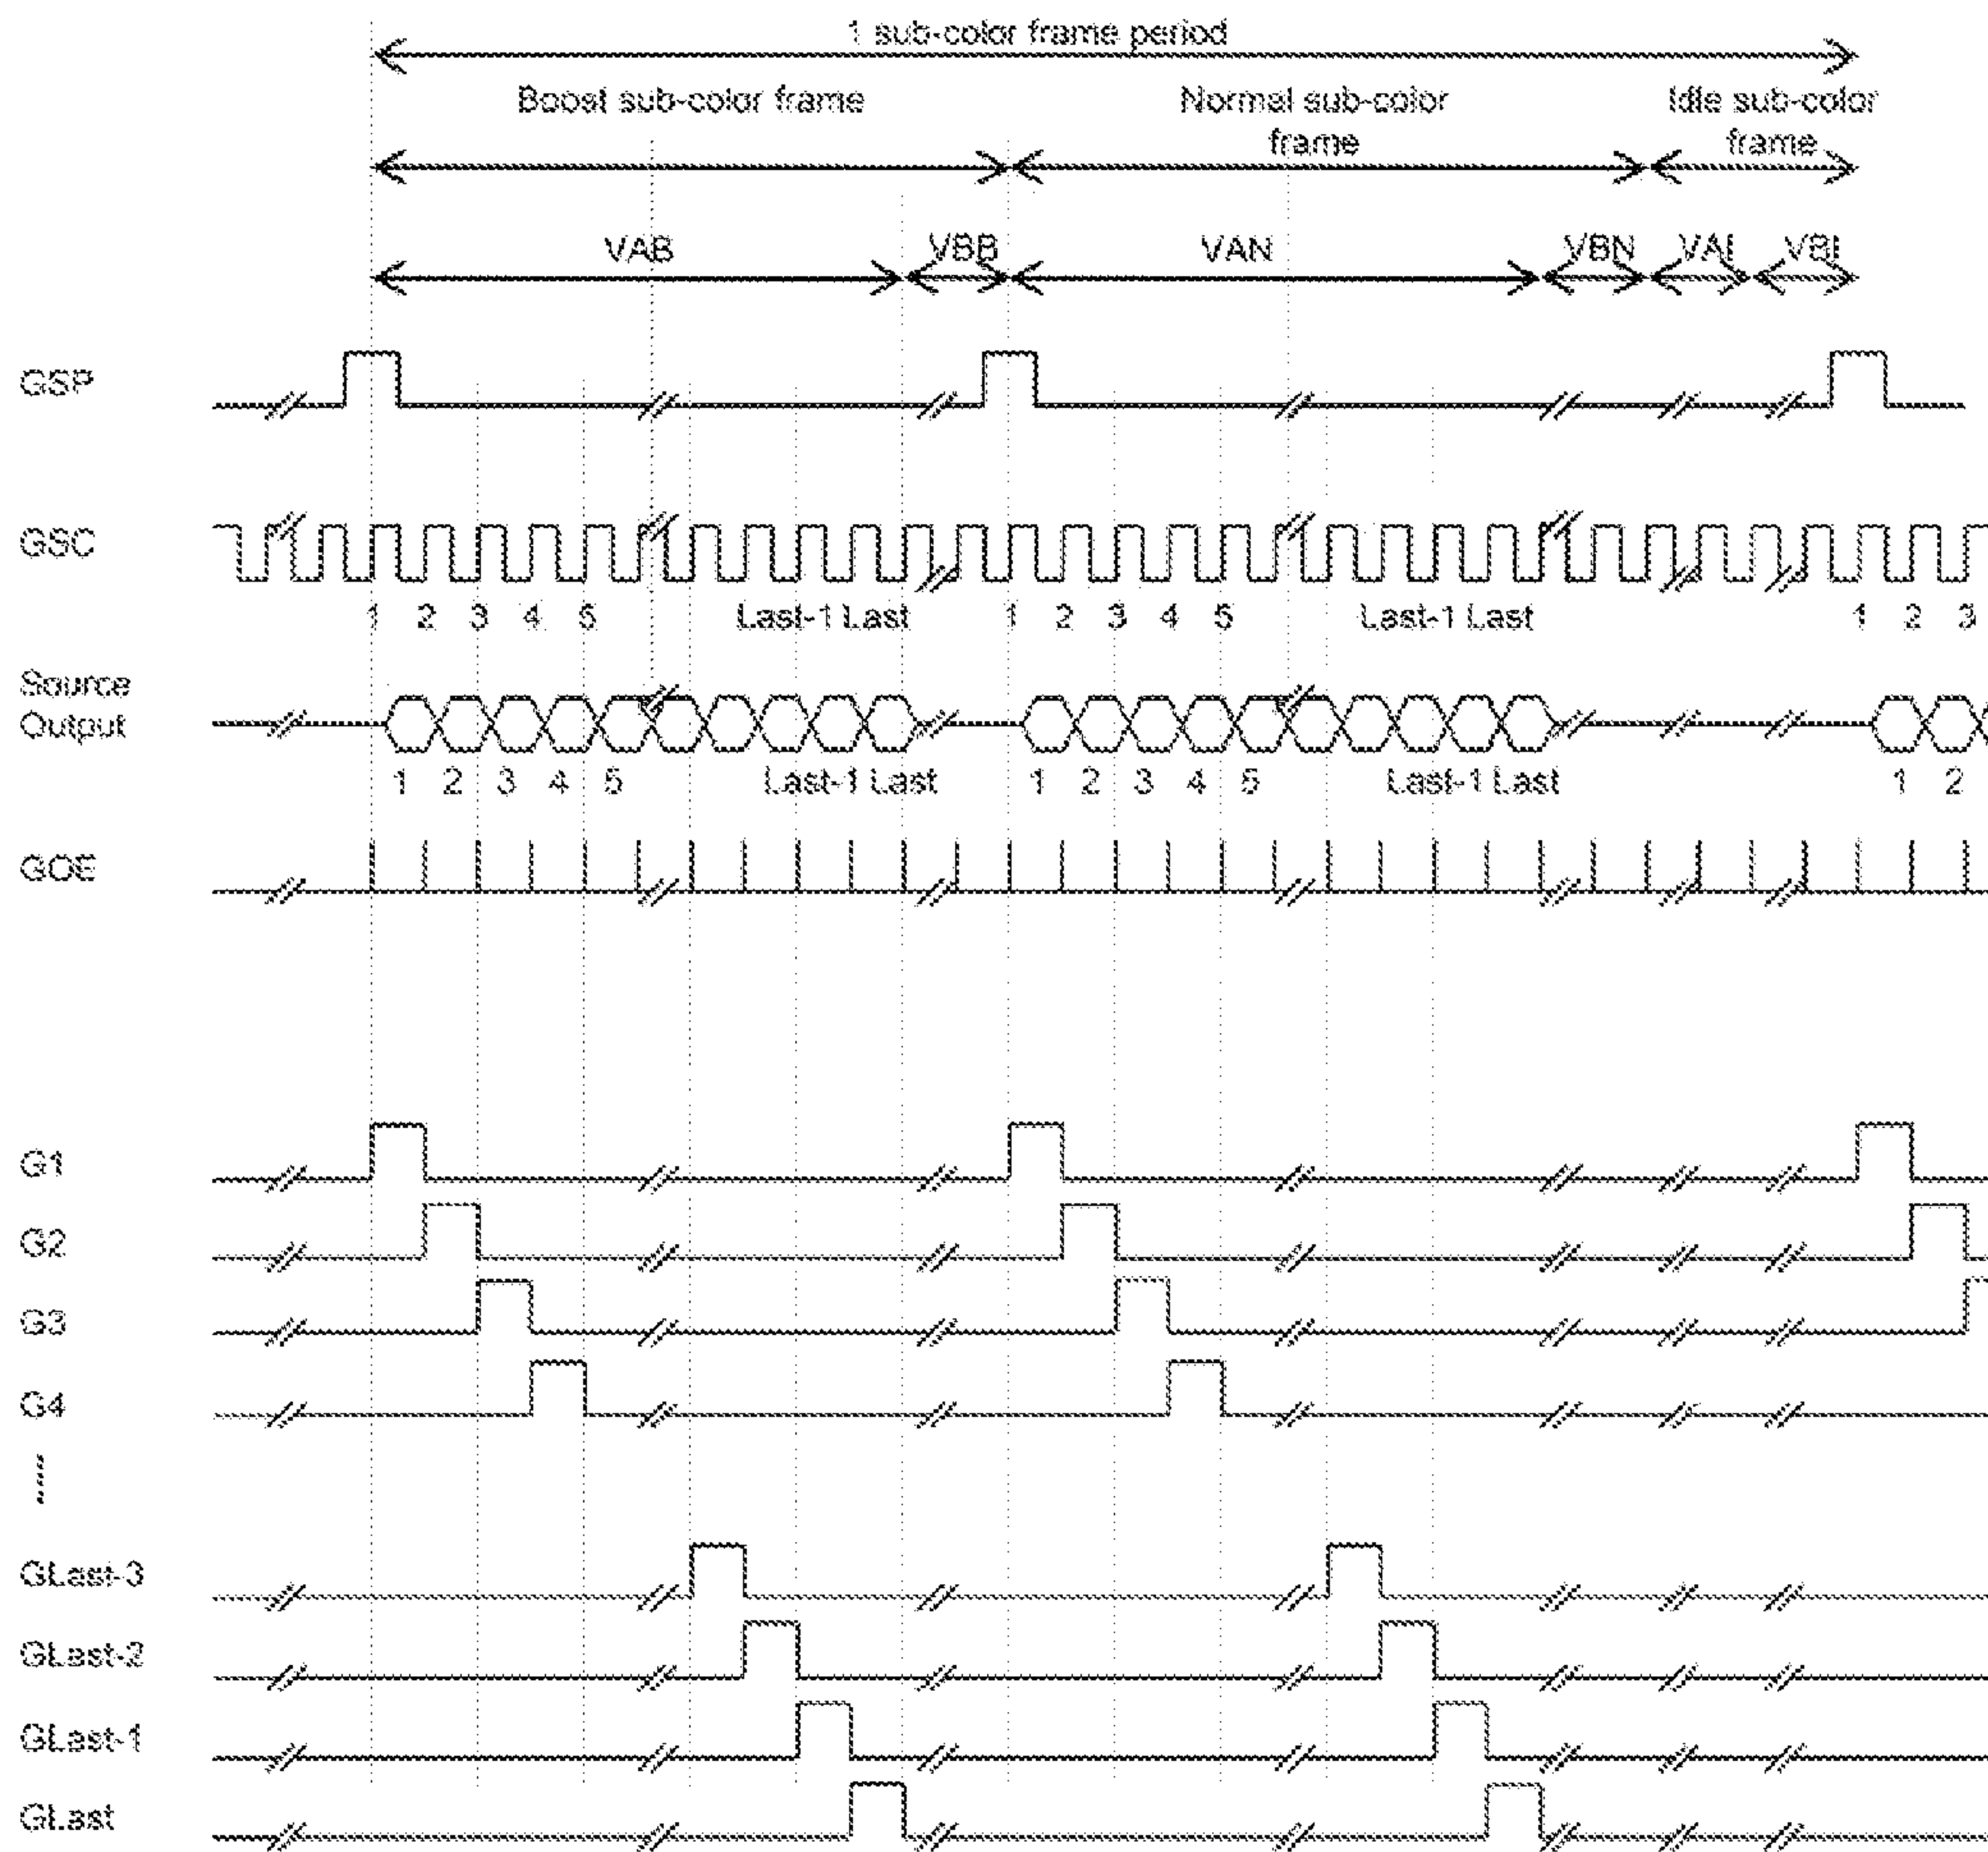 1 sub-color frame period
Boost sub-color frame
Normal sub-color
frame
Idle sub-color
frame
VAB VBB VAN VBN VAI VBI
GSP
GSC
1 2 3 4 5 Last-1 Last 1 2 3 4 5 Last-1 Last 1 2 3
Source
Output
1 2 3 4 5 Last-1 Last 1 2 3 4 5 Last-1 Last 1 2
GOE
G1
G2
G3
G4
GLast-3
GLast-2
GLast-1
GLast